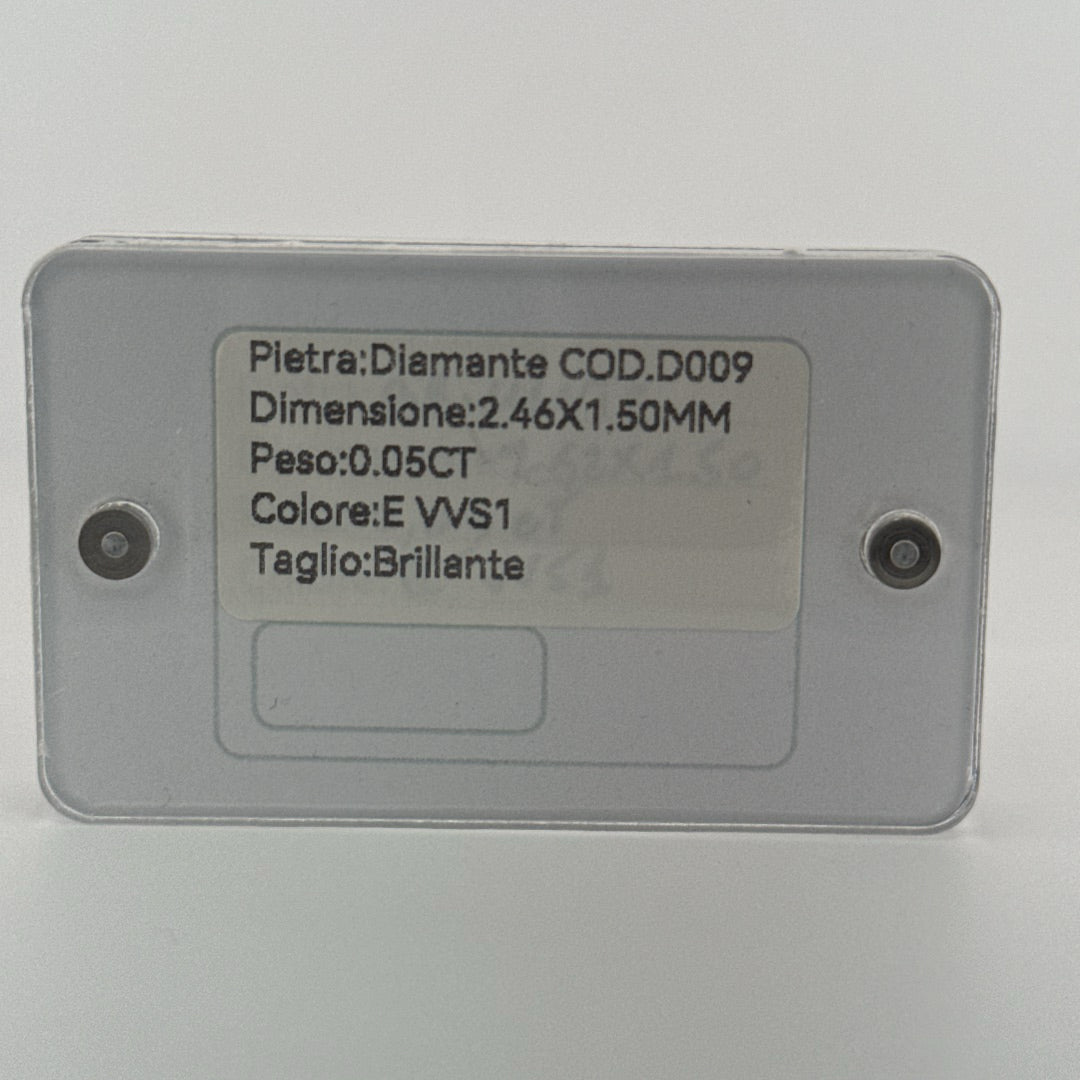 Pietra:Diamante COD.D009
Dimensione:2.46X1.50MM
Peso:0.05CT
Colore:E VVS1
Taglio:Brillante